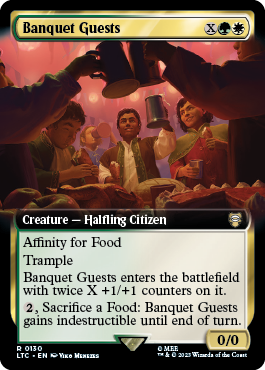 Banquet Guests X
Creature — Halfling Citizen
Affinity for Food
Trample
Banquet Guests enters the battlefield
with twice X +1/+1 counters on it.
2, Sacrifice a Food: Banquet Guests
gains indestructible until end of turn.
0/0
R 0130
LTC • EN Viko Menezes
© MEE
™ & © 2023 Wizards of the Coast